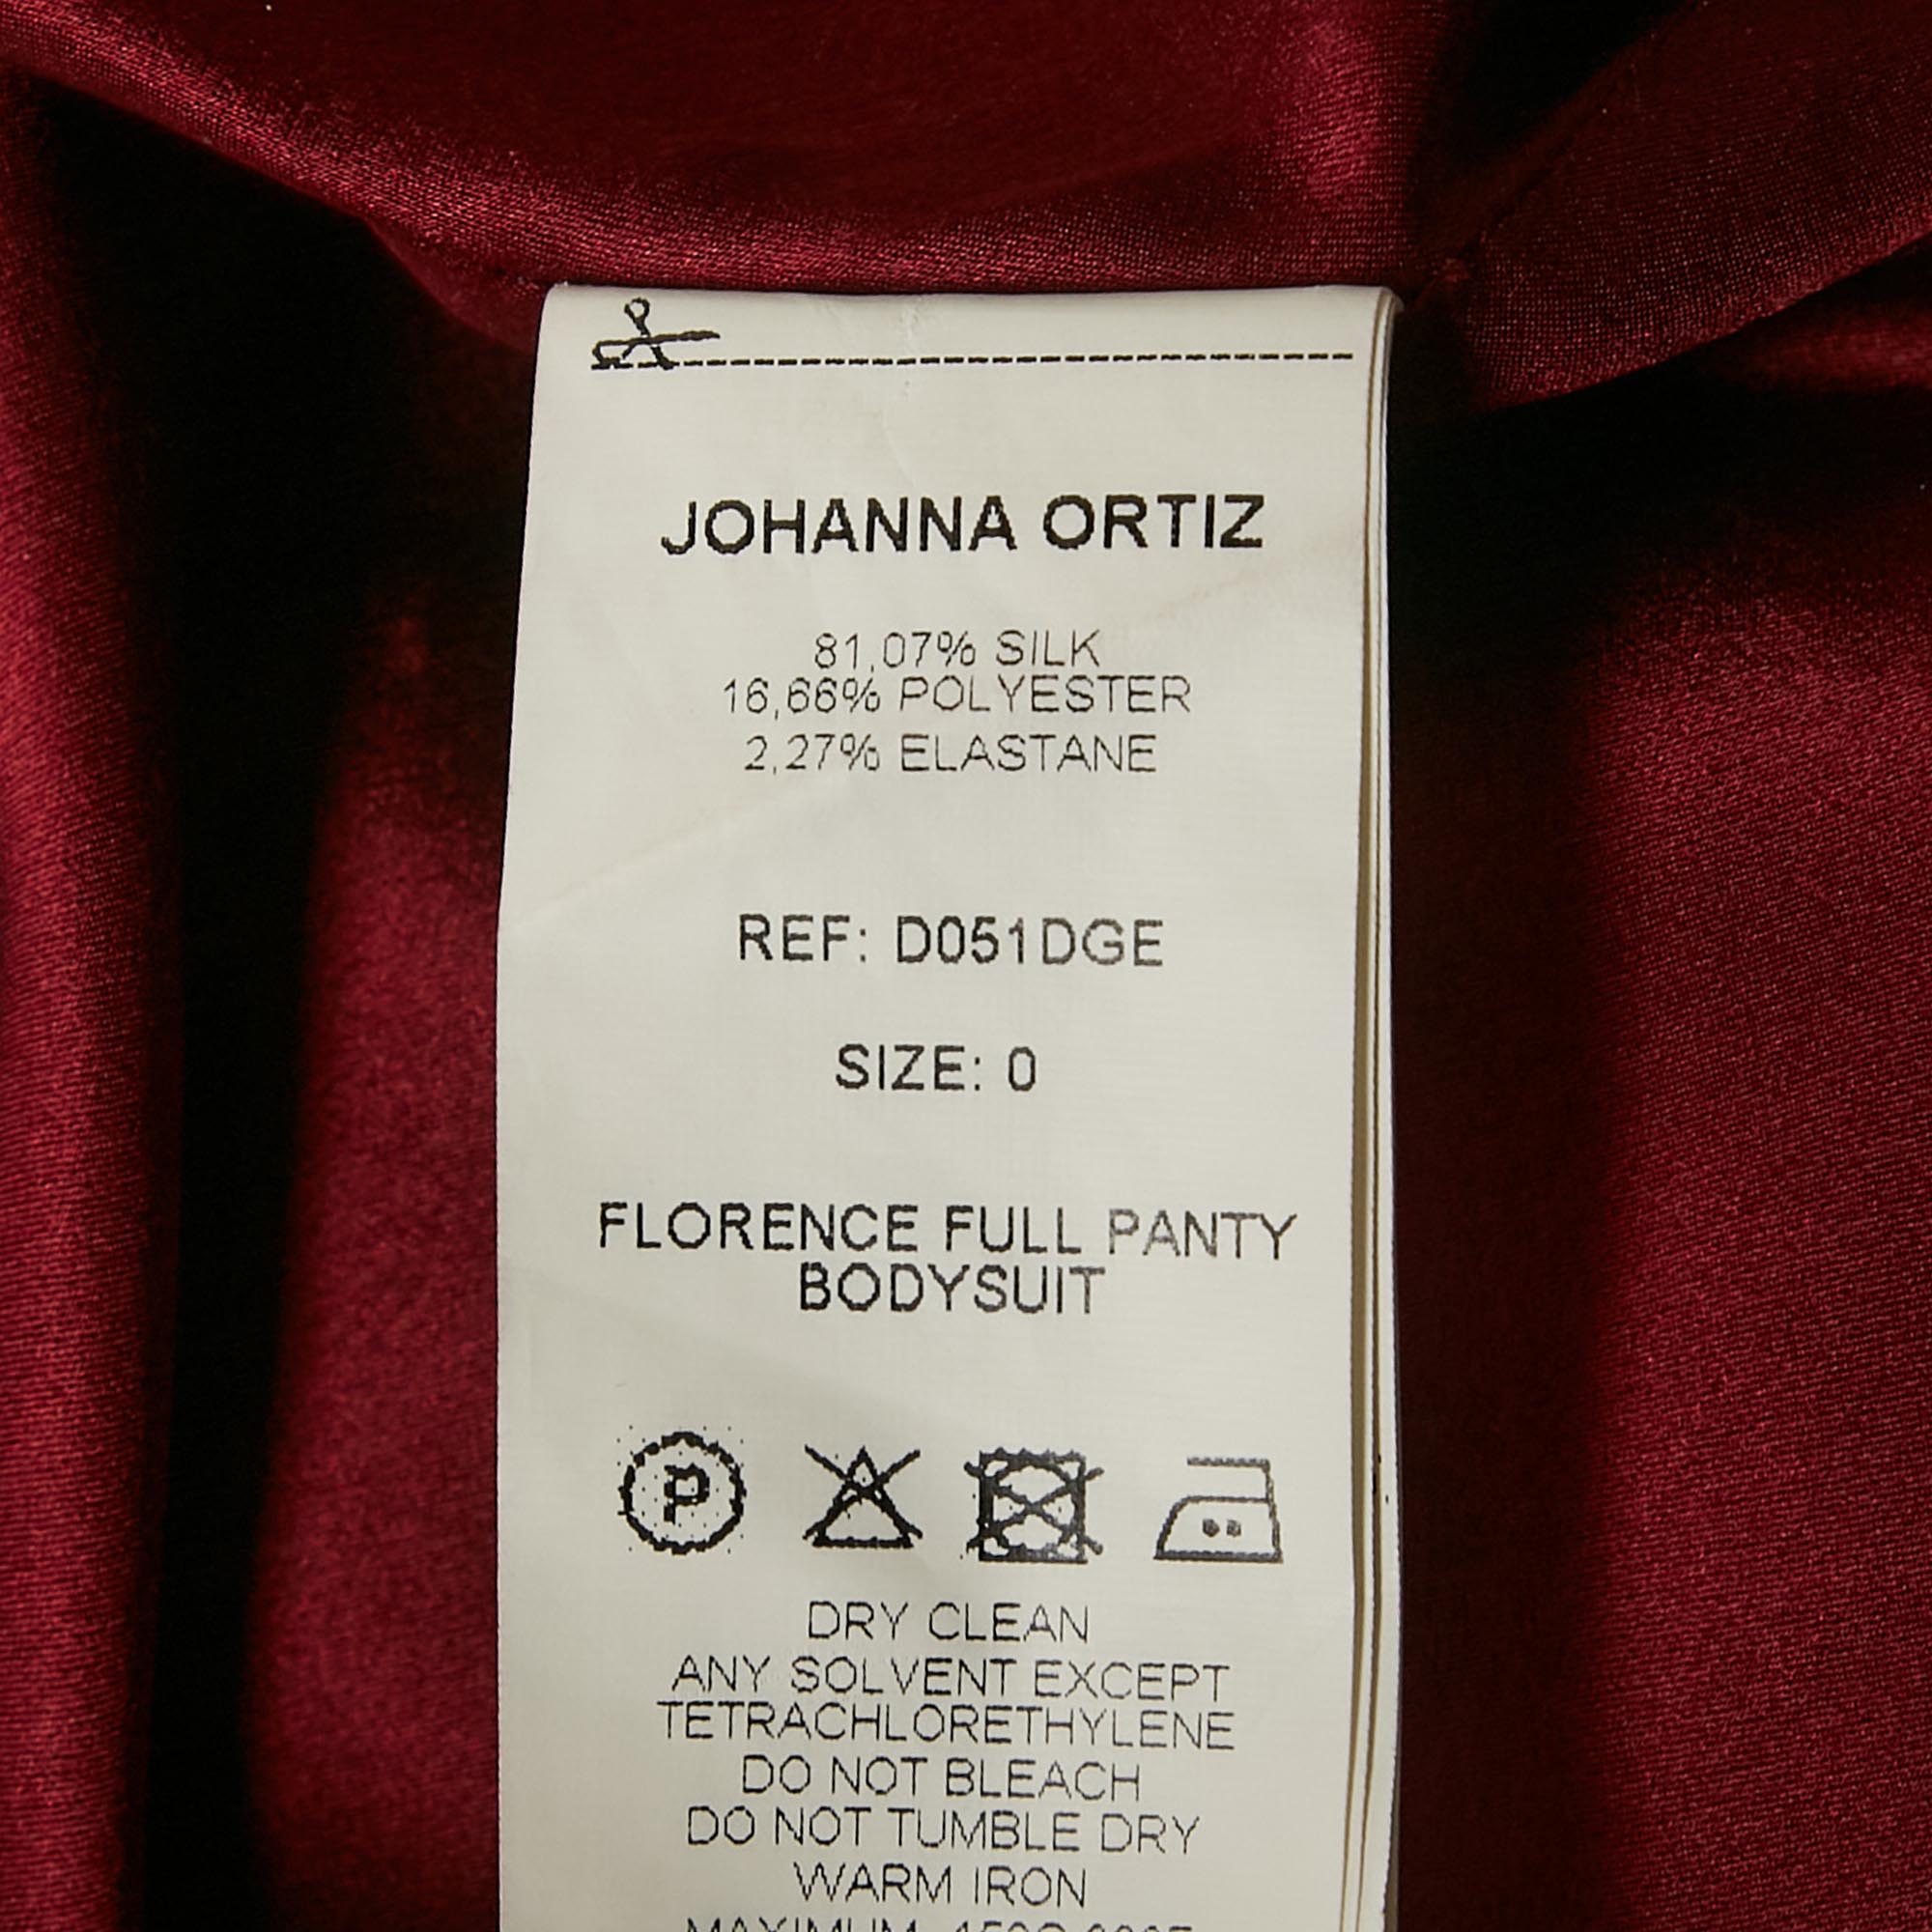 JOHANNA ORTIZ
81,07% SILK
16,66% POLYESTER
2,27% ELASTANE
REF: D051DGE
SIZE: 0
FLORENCE FULL PANTY
BODYSUIT
P
DRY CLEAN
ANY SOLVENT EXCEPT
TETRACHLORETHYLENE
DO NOT BLEACH
DO NOT TUMBLE DRY
WARM IRON
MAXIMUM